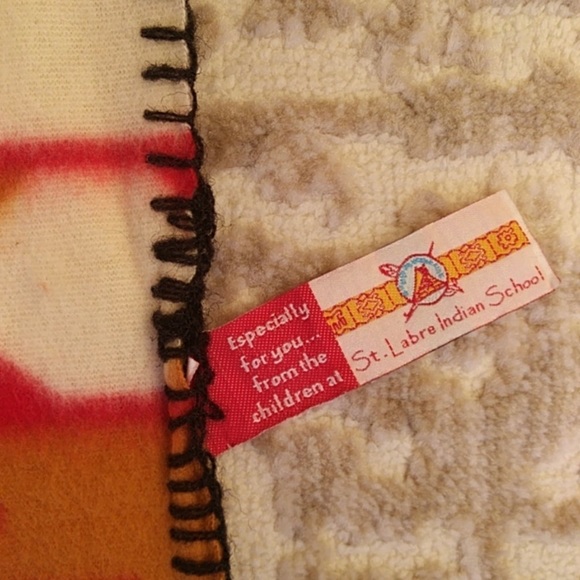 Especially
for you...
from the
children at
St. Labre Indian School